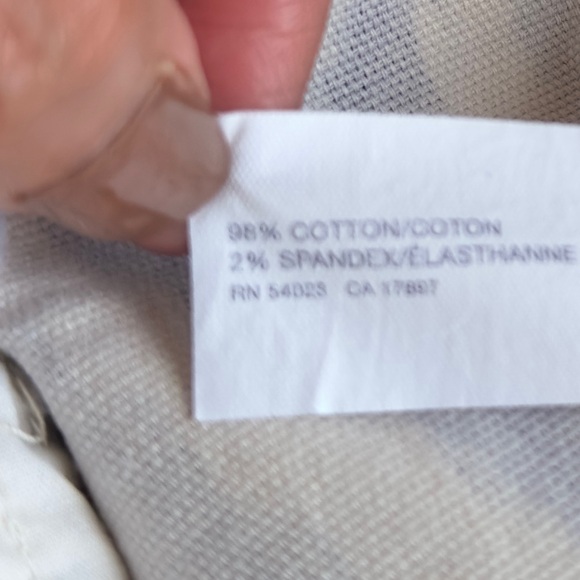 98% COTTON/COTON
2% SPANDEX/ÉLASTHANNE
RN 54023 CA 17897